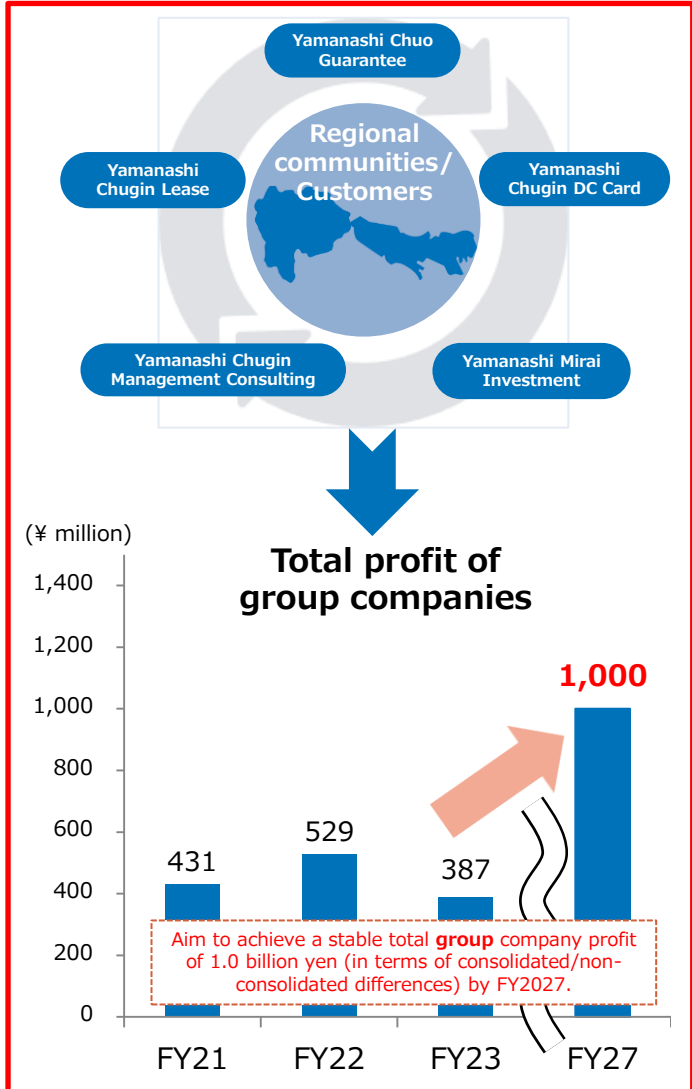 Yamanashi Chuo
Guarantee
Regional
communities/
Customers
Yamanashi
Chugin Lease
Yamanashi
Chugin DC Card
Yamanashi Chugin
Management Consulting
Yamanashi Mirai
Investment
(¥ million)
Total profit of
group companies
1,400
1,200
1,000
800
600
400
200
0
431
529
387
1,000
Aim to achieve a stable total group company profit
of 1.0 billion yen (in terms of consolidated/non-
consolidated differences) by FY2027.
FY21
FY22
FY23
FY27